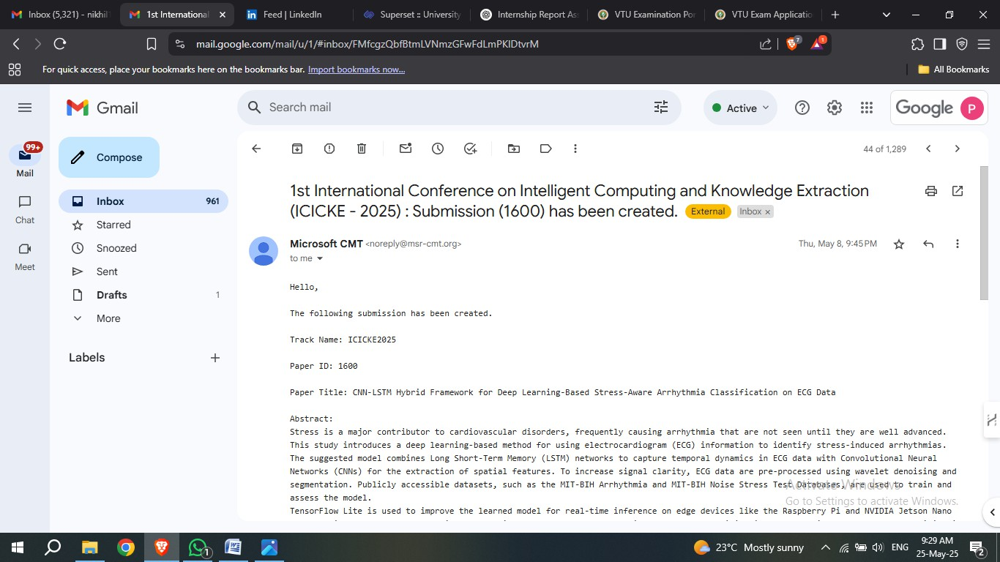 Inbox (5,321) - nikhil
1st International
Feed | LinkedIn
Superset :: University
Internship Report As
VTU Examination Po
VTU Exam Applicatio
mail.google.com/mail/u/1/#inbox/FMfcgzQbfBtmLVNmzGFwFdLmPKlDtvrM
7
1
For quick access, place your bookmarks here on the bookmarks bar. Import bookmarks now...
All Bookmarks
Gmail
Search mail
Active
Google
P
99+
Mail
Chat
Meet
Compose
Inbox 961
Starred
Snoozed
Sent
Drafts 1
More
Labels
44 of 1,289
1st International Conference on Intelligent Computing and Knowledge Extraction
(ICICKE - 2025) : Submission (1600) has been created. External Inbox x
Microsoft CMT <noreply@msr-cmt.org>
Thu, May 8, 9:45 PM
to me
Hello,
The following submission has been created.
Track Name: ICICKE2025
Paper ID: 1600
Paper Title: CNN-LSTM Hybrid Framework for Deep Learning-Based Stress-Aware Arrhythmia Classification on ECG Data
Abstract:
Stress is a major contributor to cardiovascular disorders, frequently causing arrhythmia that are not seen until they are well advanced.
This study introduces a deep learning-based method for using electrocardiogram (ECG) information to identify stress-induced arrhythmias.
The suggested model combines Long Short-Term Memory (LSTM) networks to capture temporal dynamics in ECG data with Convolutional Neural
Networks (CNNs) for the extraction of spatial features. To increase signal clarity, ECG data are pre-processed using wavelet denoising and
segmentation. Publicly accessible datasets, such as the MIT-BIH Arrhythmia and MIT-BIH Noise Stress Test Databases, are used to train and
assess the model.
TensorFlow Lite is used to improve the learned model for real-time inference on edge devices like the Raspberry Pi and NVIDIA Jetson Nano
Activate Windows
Go to Settings to activate Windows.
1
23°C Mostly sunny
ENG
9:29 AM
25-May-25
2